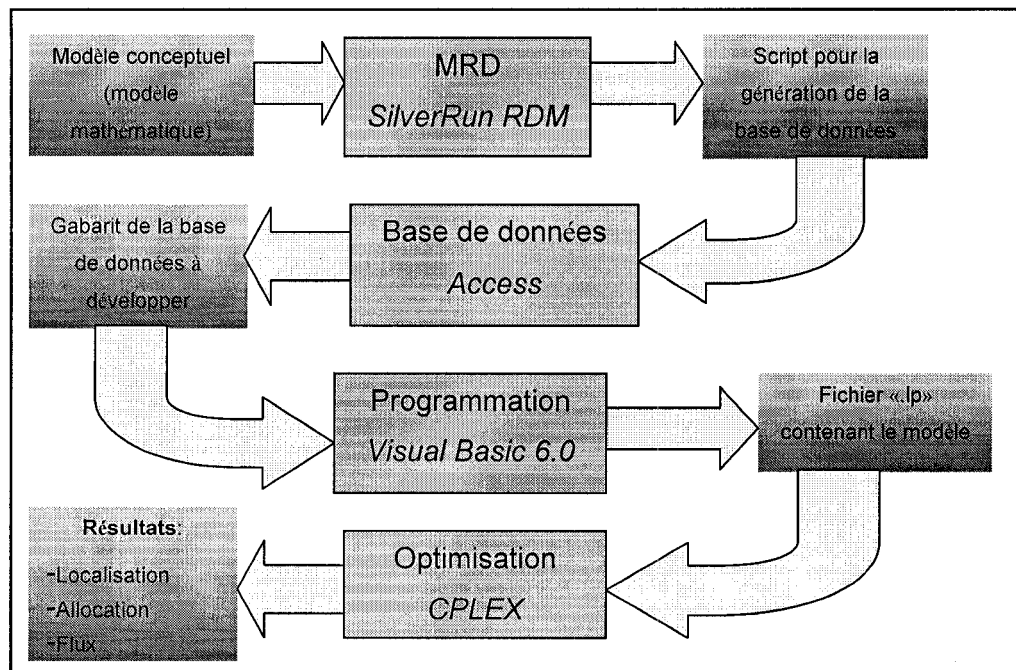 Modèle conceptuel
(modèle
mathématique)
MRD
SilverRun RDM
Script pour la
génération de la
base de données
Gabarit de la base
de données à
développer
Base de données
Access
Programmation
Visual Basic 6.0
Fichier «.lp»
contenant le modèle
Résultats:
-Localisation
-Allocation
-Flux
Optimisation
CPLEX